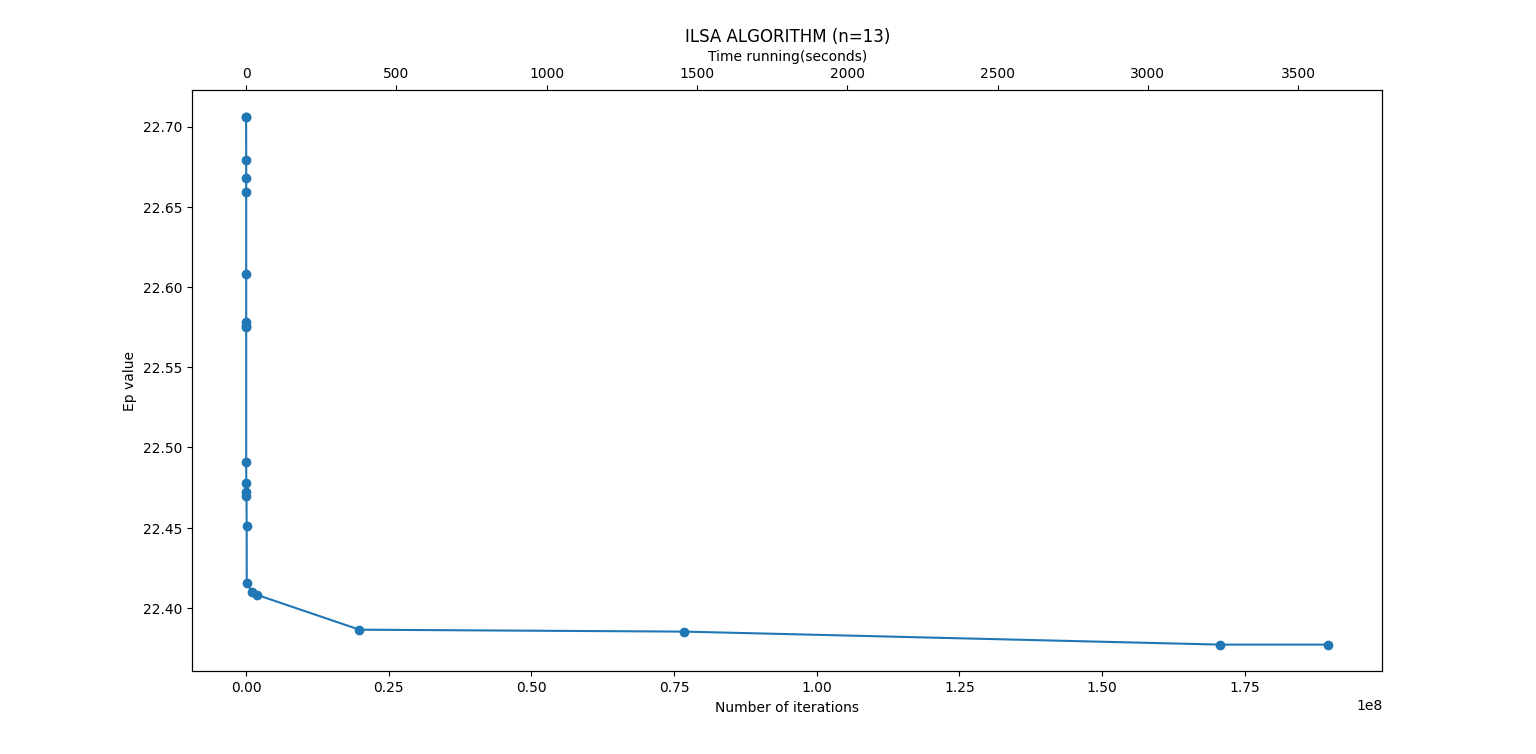 ILSA ALGORITHM (n=13)
Time running(seconds)
0 500 1000 1500 2000 2500 3000 3500
22.70
22.65
22.60
22.55
22.50
22.45
22.40
Ep value
0.00 0.25 0.50 0.75 1.00 1.25 1.50 1.75
1e8
Number of iterations